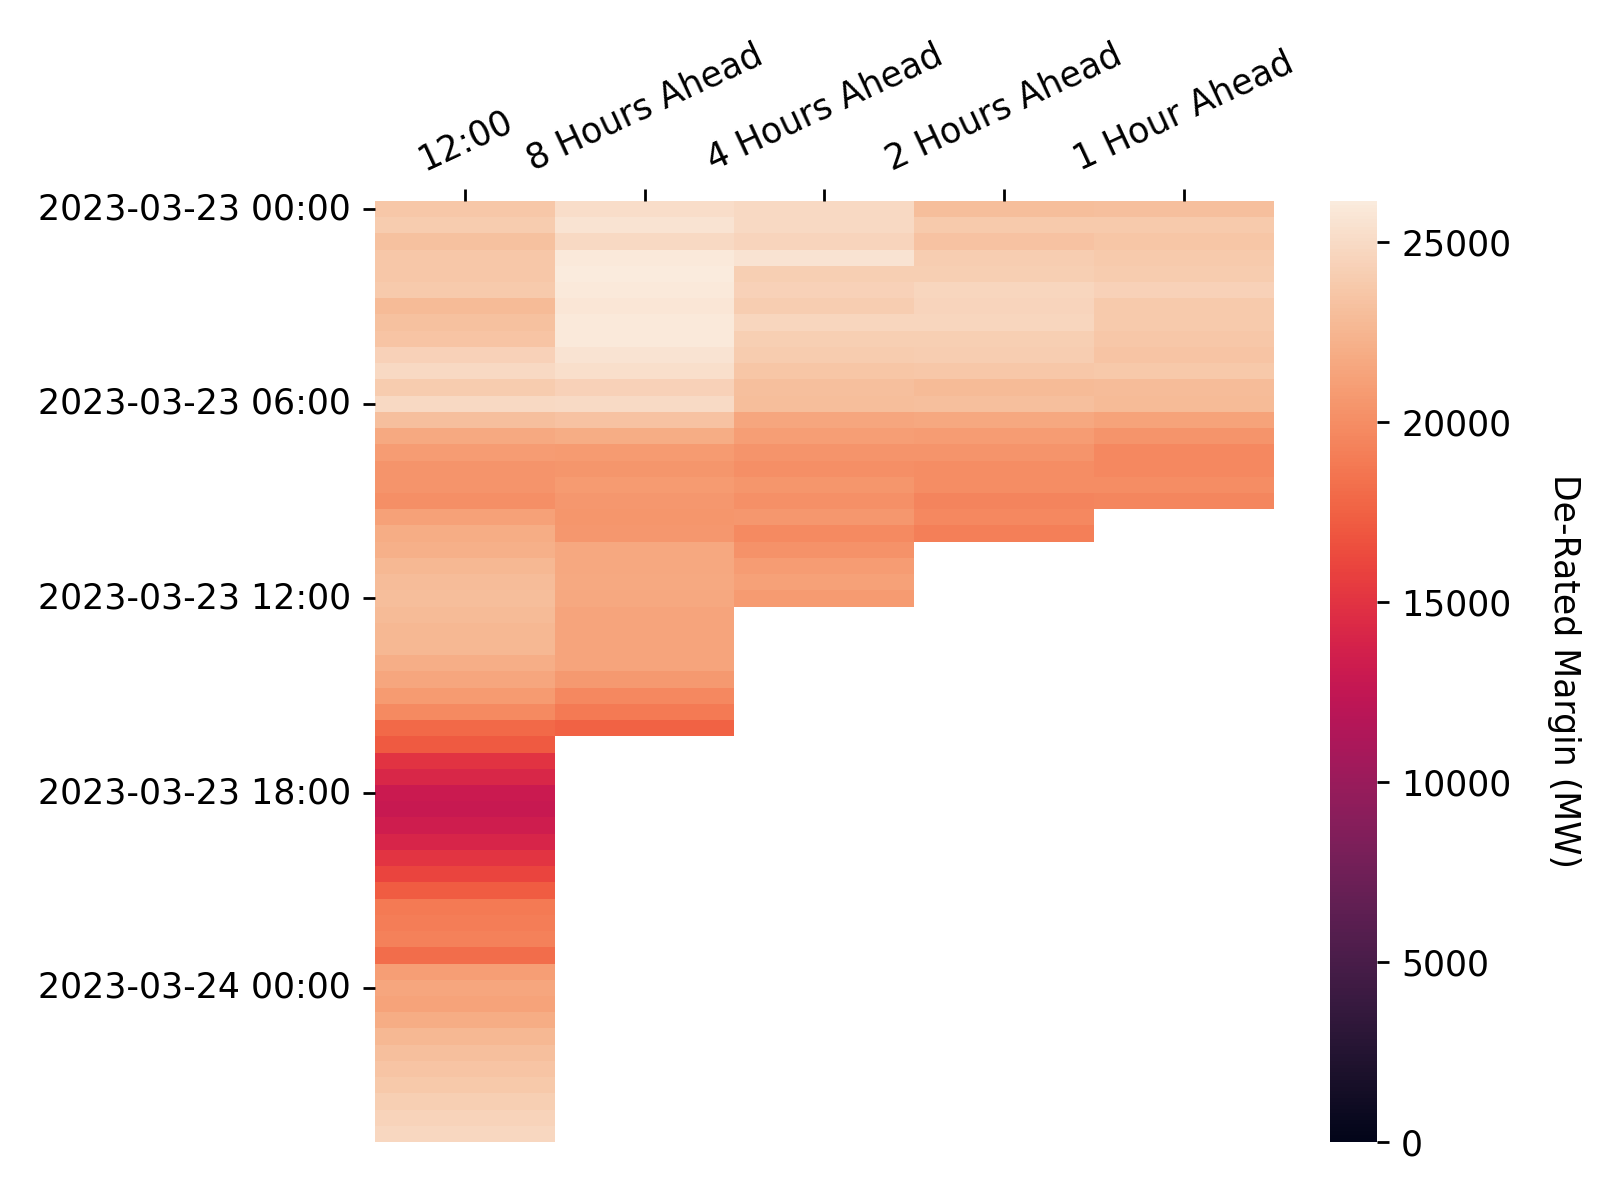 12:00
8 Hours Ahead
4 Hours Ahead
2 Hours Ahead
1 Hour Ahead
2023-03-23 00:00
2023-03-23 06:00
2023-03-23 12:00
2023-03-23 18:00
2023-03-24 00:00
25000
20000
15000
10000
5000
0
De-Rated Margin (MW)